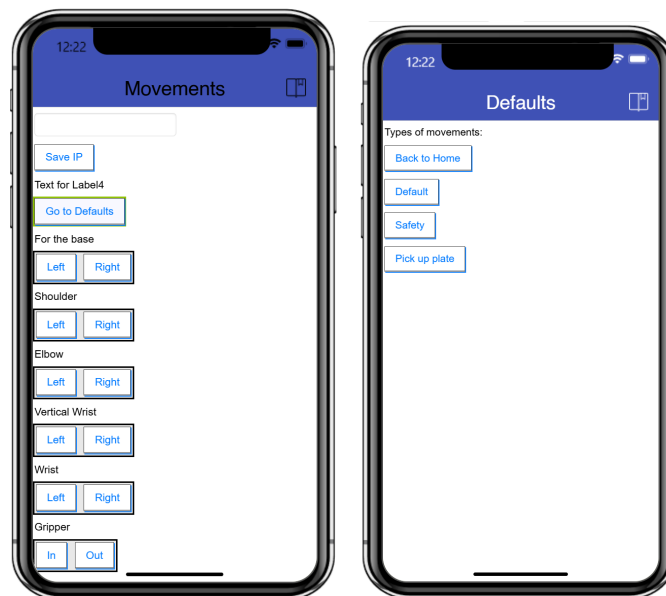 12:22
Movements
Save IP
Text for Label4
Go to Defaults
For the base
Left Right
Shoulder
Left Right
Elbow
Left Right
Vertical Wrist
Left Right
Wrist
Left Right
Gripper
In Out
12:22
Defaults
Types of movements:
Back to Home
Default
Safety
Pick up plate